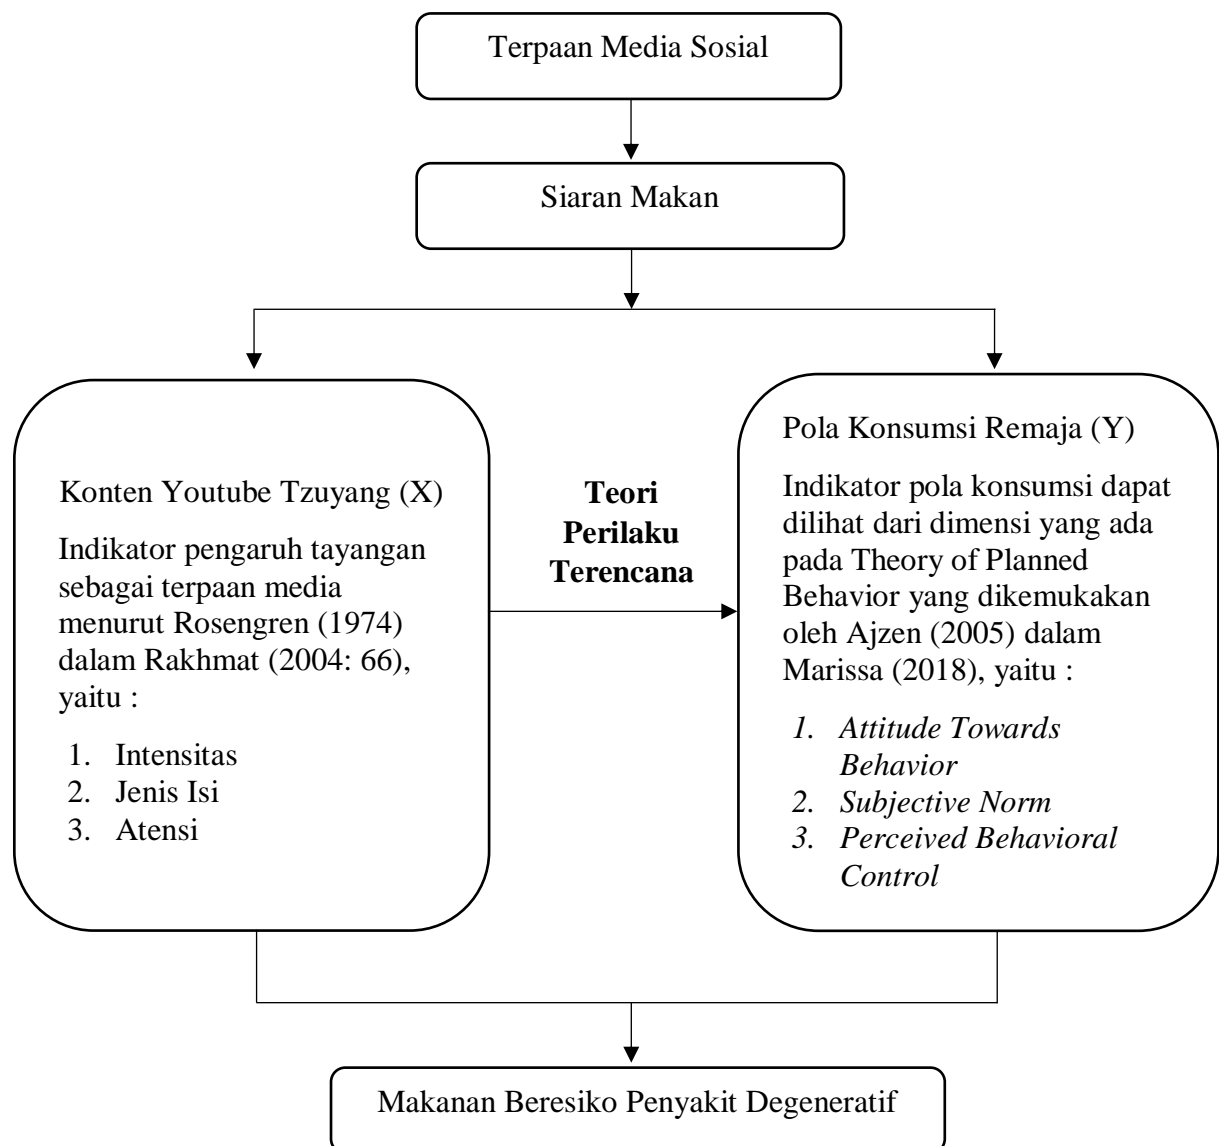 Terpaan Media Sosial
Siaran Makan
Konten Youtube Tzuyang (X)
Indikator pengaruh tayangan
sebagai terpaan media
menurut Rosengren (1974)
dalam Rakhmat (2004: 66),
yaitu :
1. Intensitas
2. Jenis Isi
3. Atensi
Teori
Perilaku
Terencana
Pola Konsumsi Remaja (Y)
Indikator pola konsumsi dapat
dilihat dari dimensi yang ada
pada Theory of Planned
Behavior yang dikemukakan
oleh Ajzen (2005) dalam
Marissa (2018), yaitu :
1. Attitude Towards
Behavior
2. Subjective Norm
3. Perceived Behavioral
Control
Makanan Beresiko Penyakit Degeneratif